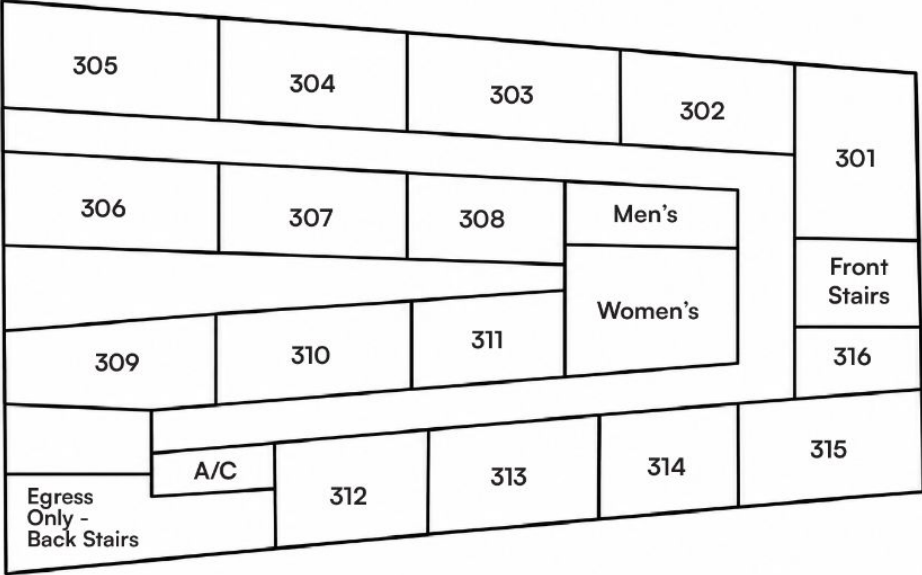 305
304
303
302
301
306
307
308
Men's
Front
Stairs
Women's
309
310
311
316
A/C
312
313
314
315
Egress
Only -
Back Stairs